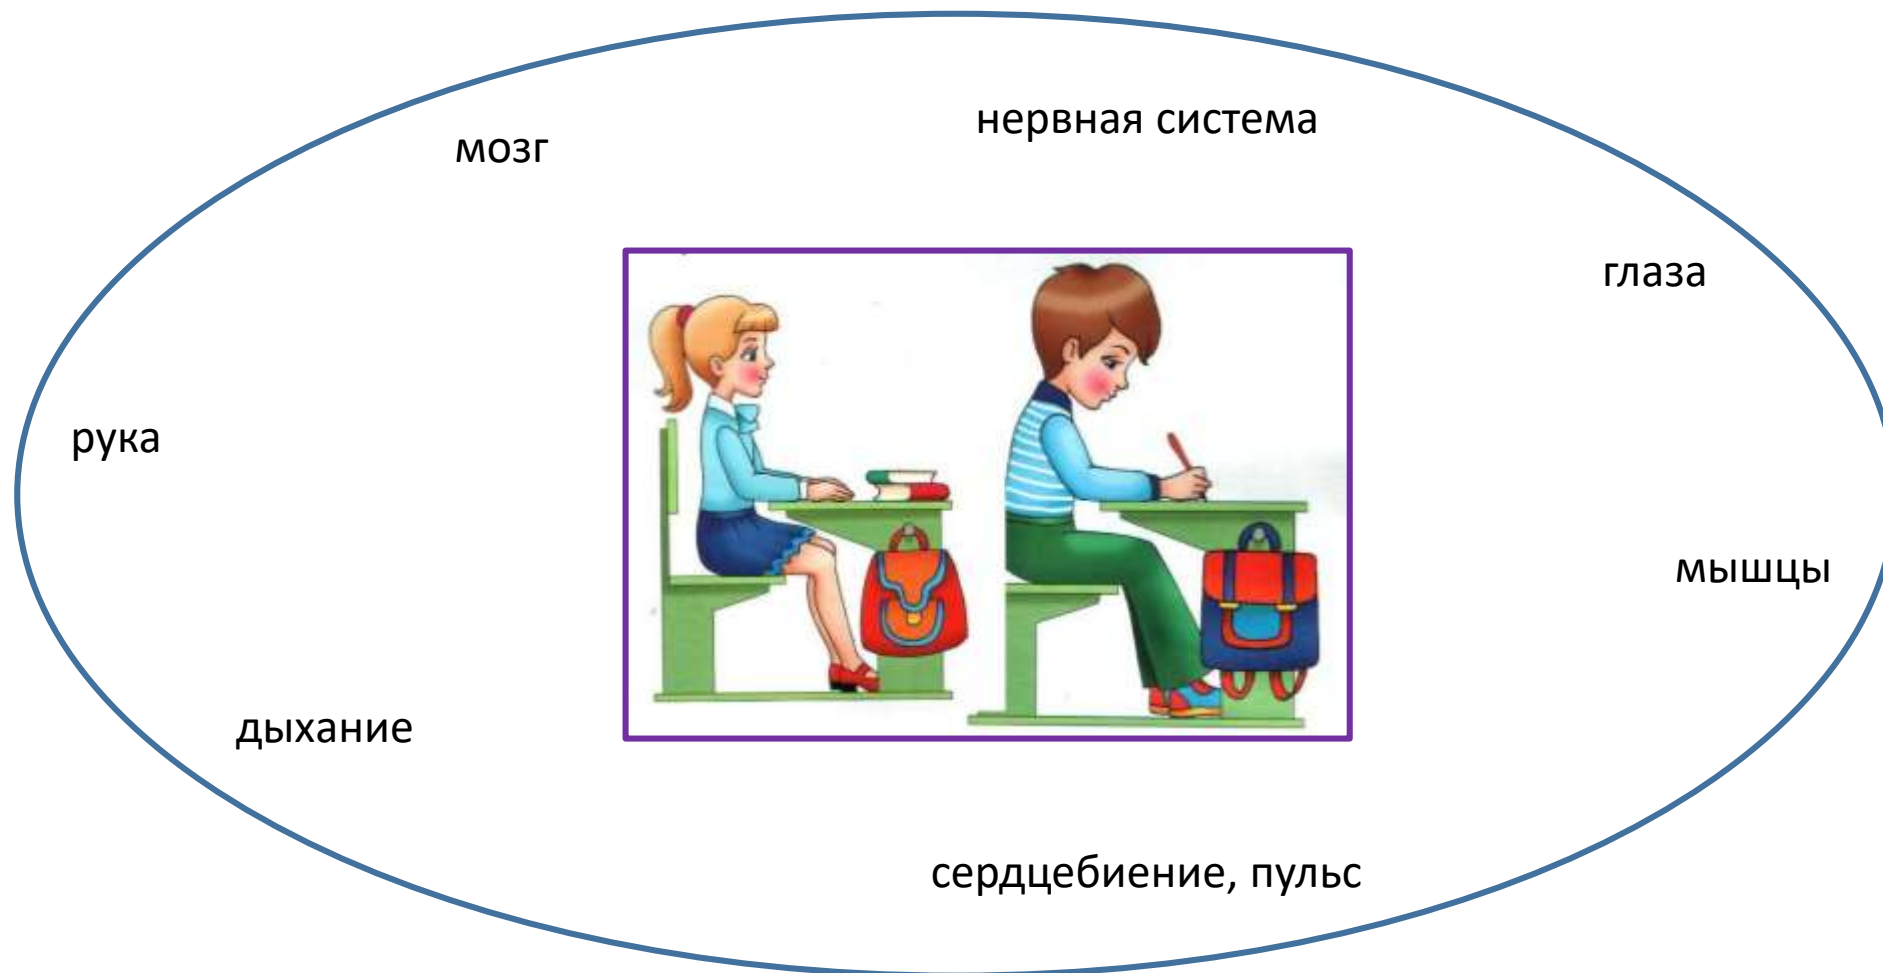 нервная система
мозг
глаза
рука
мышцы
дыхание
сердцебиение, пульс